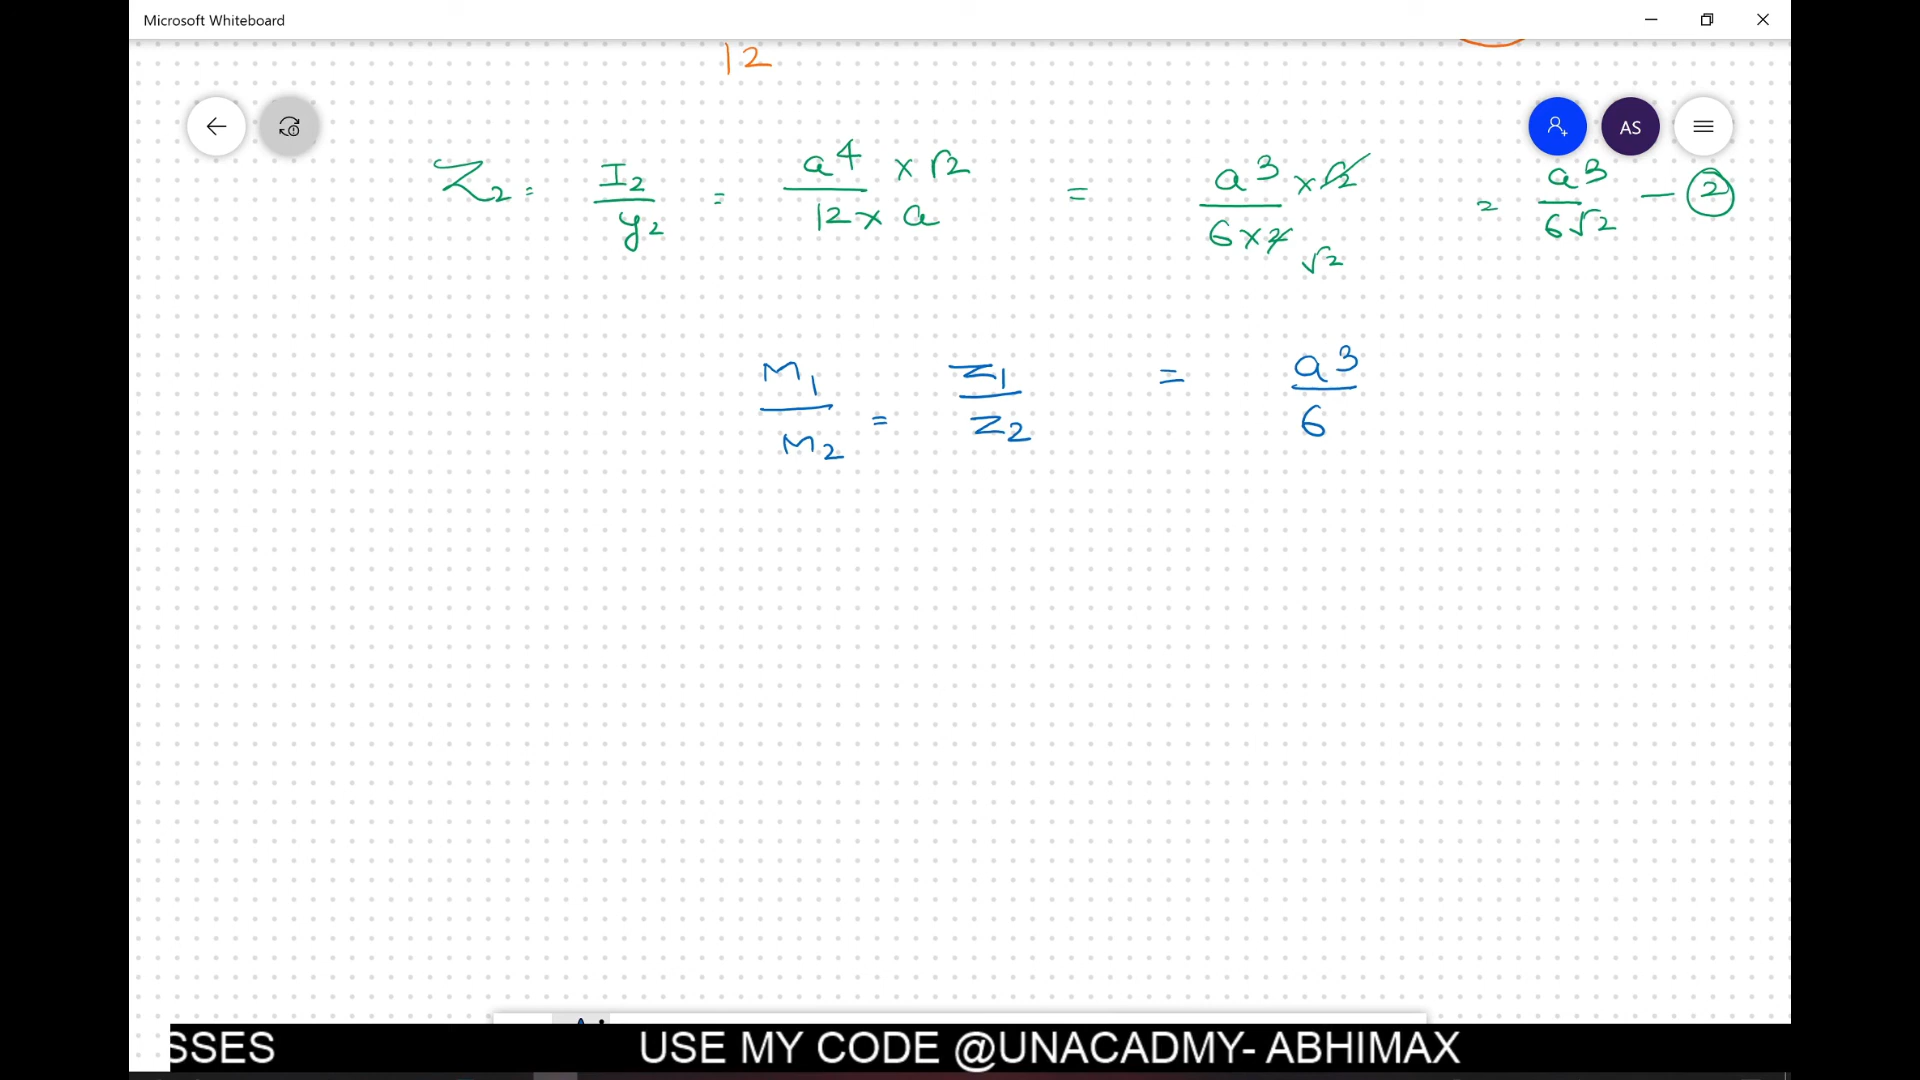 Microsoft Whiteboard
12
AS
Z₂ = I₂/y₂ = a⁴ × √2 / 12 × a = a³ × √2 / 6 × 2 √2 = a³ / 6√2 — ②
M₁/M₂ = Z₁/Z₂ = a³/6
SSES USE MY CODE @UNACADMY- ABHIMAX